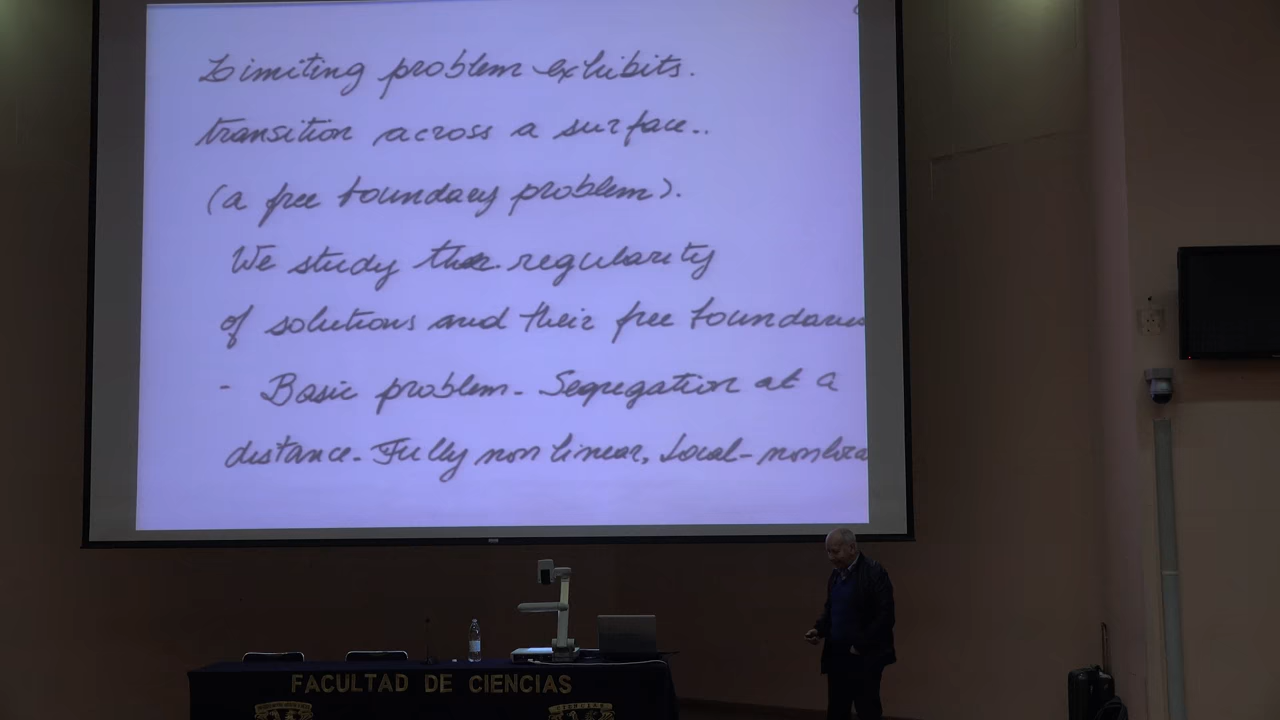 Limiting problem exhibits.
transition across a surface..
(a free boundary problem).
We study the regularity
of solutions and their free boundaries
- Basic problem - Segregation at a
distance - Fully non linear, Local - nonloca
FACULTAD DE CIENCIAS